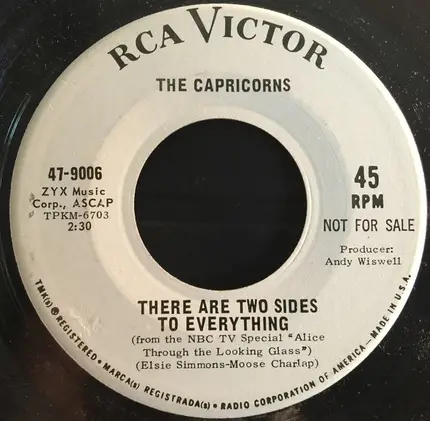 RCA VICTOR
THE CAPRICORNS
47-9006
ZYX Music
Corp., ASCAP
TPKM-6703
2:30
45
RPM
NOT FOR SALE
Producer:
Andy Wiswell
THERE ARE TWO SIDES
TO EVERYTHING
(from the NBC TV Special "Alice
Through the Looking Glass")
(Elsie Simmons-Moose Charlap)
TMK(s) ® REGISTERED • MARCA(s) REGISTRADA(s) • RADIO CORPORATION OF AMERICA—MADE IN U.S.A.